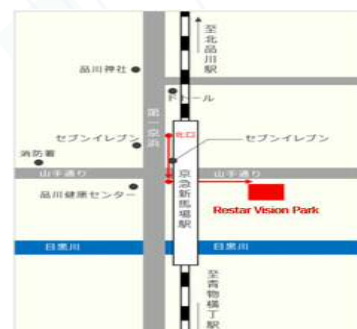 至北品川駅
品川神社
ドトール
第一京浜
北口
セブンイレブン
セブンイレブン
消防署
山手通り
山手通り
品川健康センター
京急新馬場駅
Restar Vision Park
目黒川
目黒川
至青物横丁駅